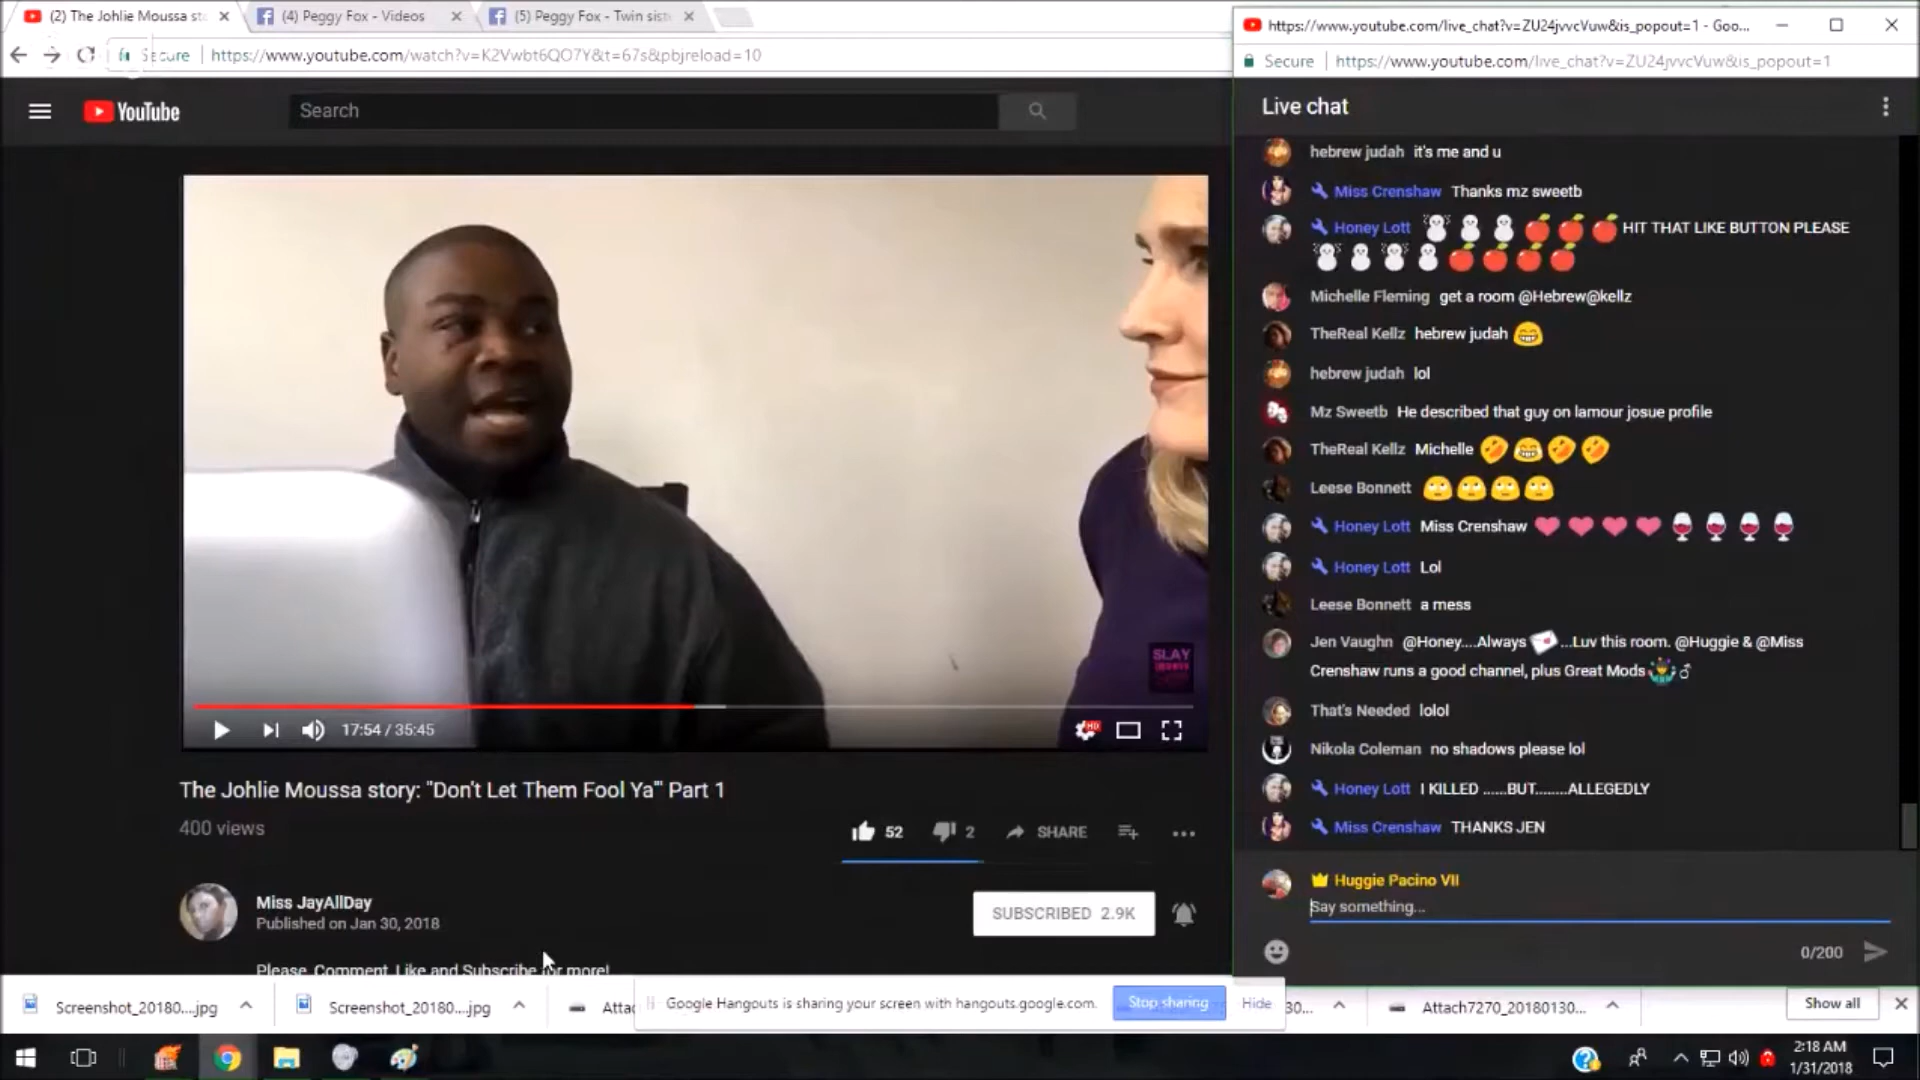 (2) The Johlie Moussa st
(4) Peggy Fox - Videos
(5) Peggy Fox - Twin sist
Secure
https://www.youtube.com/watch?v=K2Vwbt6QO7Y&t=67s&pbjreload=10
YouTube
Search
SLAY
17:54 / 35:45
HD
The Johlie Moussa story: "Don't Let Them Fool Ya'" Part 1
400 views
52
2
SHARE
Miss JayAllDay
Published on Jan 30, 2018
SUBSCRIBED 2.9K
Please, Comment, Like and Subscribe for more!
https://www.youtube.com/live_chat?v=ZU24jvvcVuw&is_popout=1 - Goo...
Secure
https://www.youtube.com/live_chat?v=ZU24jvvcVuw&is_popout=1
Live chat
hebrew judah it's me and u
Miss Crenshaw Thanks mz sweetb
Honey Lott ☃⛄⛄🍎🍎🍎 HIT THAT LIKE BUTTON PLEASE
☃⛄☃⛄🍎🍎🍎🍎
Michelle Fleming get a room @Hebrew@kellz
TheReal Kellz hebrew judah 😂
hebrew judah lol
Mz Sweetb He described that guy on lamour josue profile
TheReal Kellz Michelle 🤣😂🤣🤣
Leese Bonnett 🙄🙄🙄🙄
Honey Lott Miss Crenshaw ❤❤❤❤🍷🍷🍷🍷
Honey Lott Lol
Leese Bonnett a mess
Jen Vaughn @Honey....Always 💌...Luv this room. @Huggie & @Miss
Crenshaw runs a good channel, plus Great Mods 🤹♂
That's Needed lolol
Nikola Coleman no shadows please lol
Honey Lott I KILLED ......BUT........ALLEGEDLY
Miss Crenshaw THANKS JEN
Huggie Pacino VII
Say something...
0/200
Screenshot_20180....jpg
Screenshot_20180....jpg
Attac
Google Hangouts is sharing your screen with hangouts.google.com.
Stop sharing
Hide
30...
Attach7270_20180130...
Show all
2:18 AM
1/31/2018